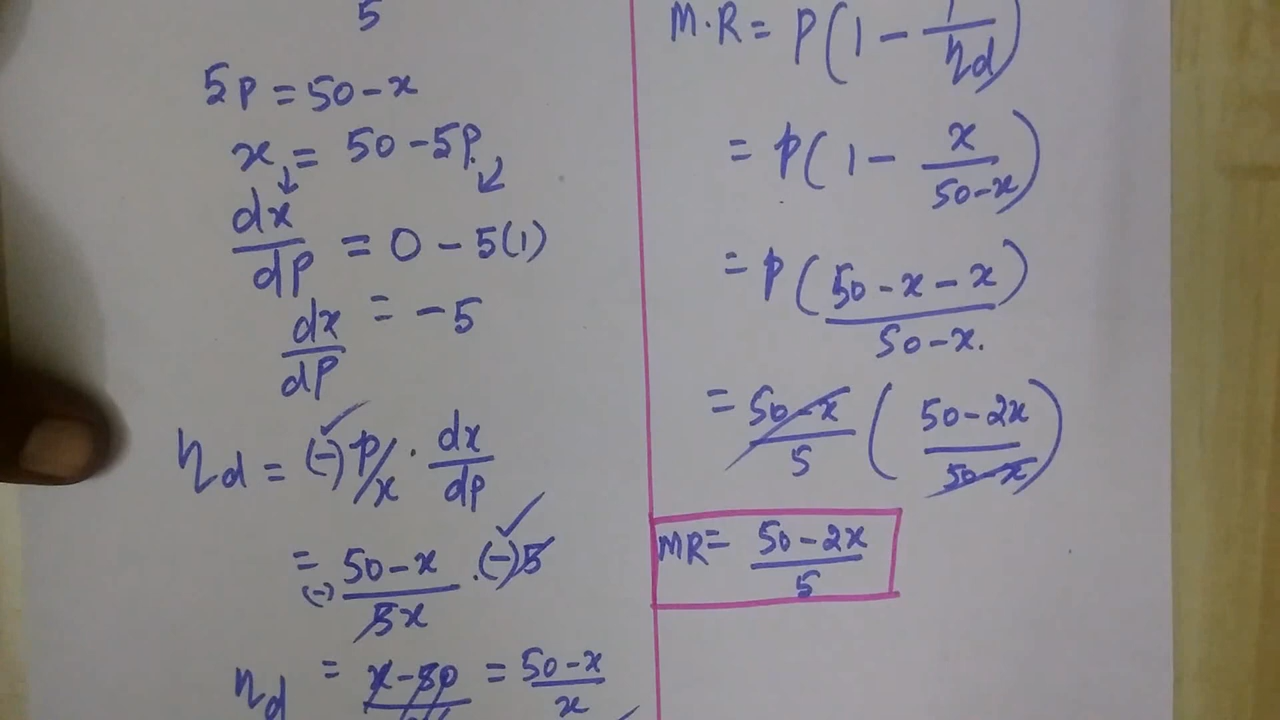 5
5p = 50 - x
x = 50 - 5p
dx/dp = 0 - 5(1)
dx/dp = -5
ηd = (-) p/x · dx/dp
= (-) 50-x/5x · (-)5
ηd = x-50 = 50-x/x
M.R = p(1 - 1/ηd)
= p(1 - x/50-x)
= p(50-x-x/50-x.)
= 50-x/5 (50-2x/50-x)
MR = 50-2x/5